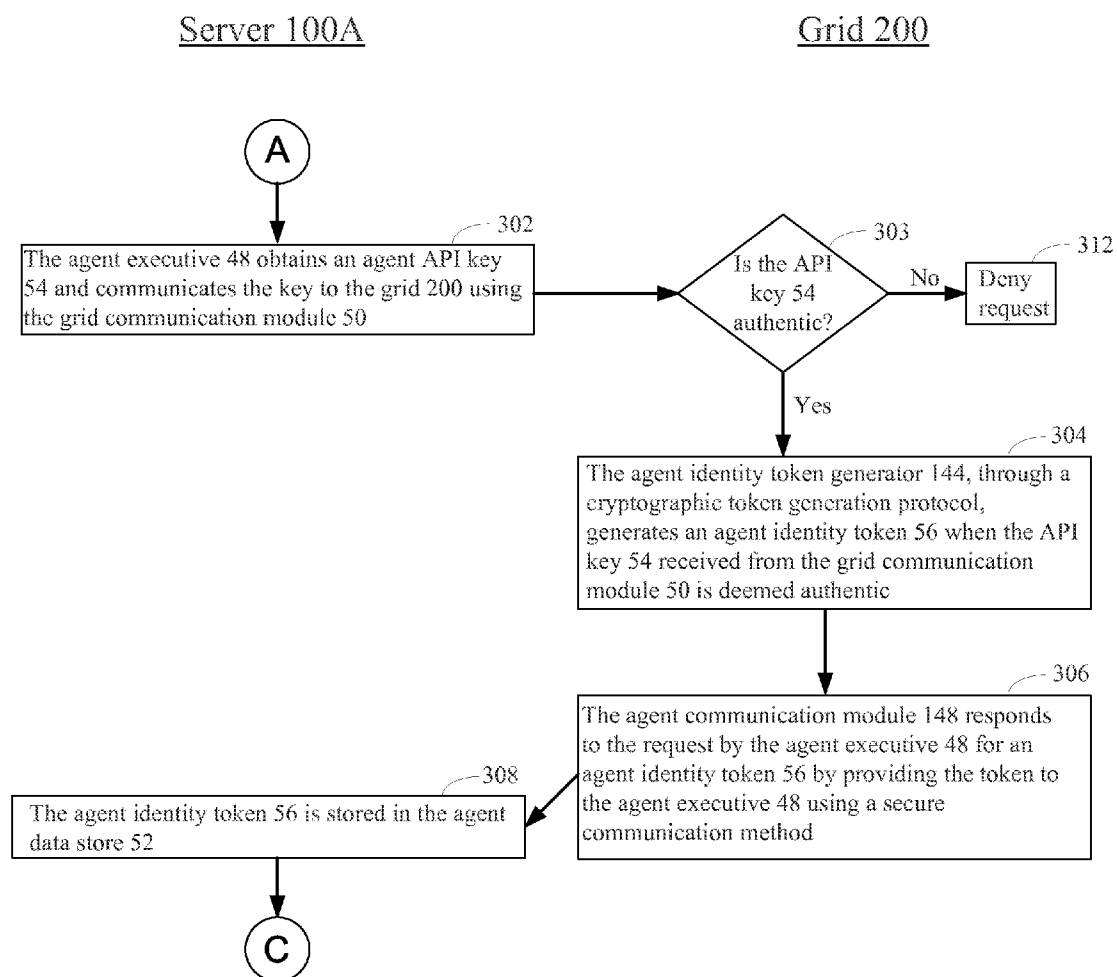 Server 100A
Grid 200
A
302
The agent executive 48 obtains an agent API key
54 and communicates the key to the grid 200 using
the grid communication module 50
303
Is the API
key 54
authentic?
No
312
Deny
request
Yes
304
The agent identity token generator 144, through a
cryptographic token generation protocol,
generates an agent identity token 56 when the API
key 54 received from the grid communication
module 50 is deemed authentic
306
The agent communication module 148 responds
to the request by the agent executive 48 for an
agent identity token 56 by providing the token to
the agent executive 48 using a secure
communication method
308
The agent identity token 56 is stored in the agent
data store 52
C